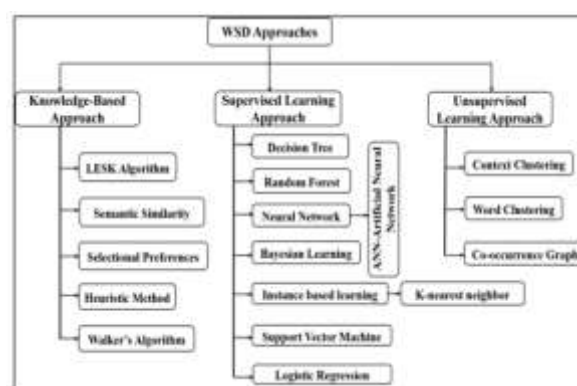 WSD Approaches
Knowledge-Based
Approach
LESK Algorithm
Semantic Similarity
Selectional Preferences
Heuristic Method
Walker's Algorithm
Supervised Learning
Approach
Decision Tree
Random Forest
Neural Network
ANN-Artificial Neural
Network
Bayesian Learning
Instance based learning
K-nearest neighbor
Support Vector Machine
Logistic Regression
Unsupervised
Learning Approach
Context Clustering
Word Clustering
Co-occurrence Graph